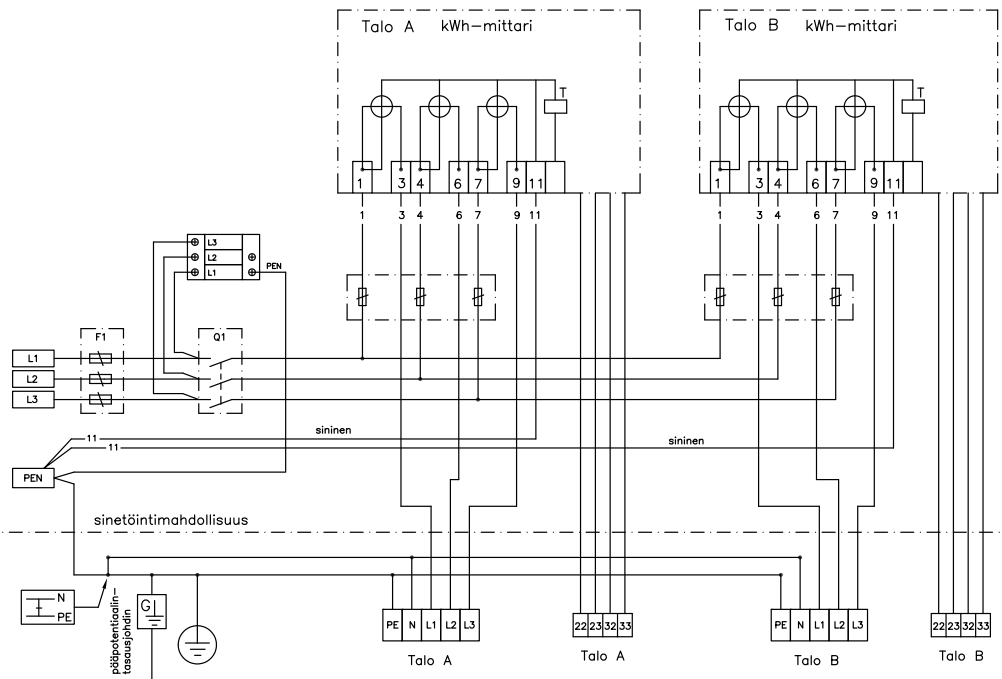 Talo A kWh-mittari
Talo B kWh-mittari
T
T
1 3 4 6 7 9 11
1 3 4 6 7 9 11
1 3 4 6 7 9 11
1 3 4 6 7 9 11
L3
L2
L1
PEN
F1
Q1
L1
L2
L3
sininen
11
11
sininen
PEN
sinetöintimahdollisuus
N
PE
G
pääpotentiaalin-
tasausjohdin
PE N L1 L2 L3
22 23 32 33
PE N L1 L2 L3
22 23 32 33
Talo A
Talo A
Talo B
Talo B